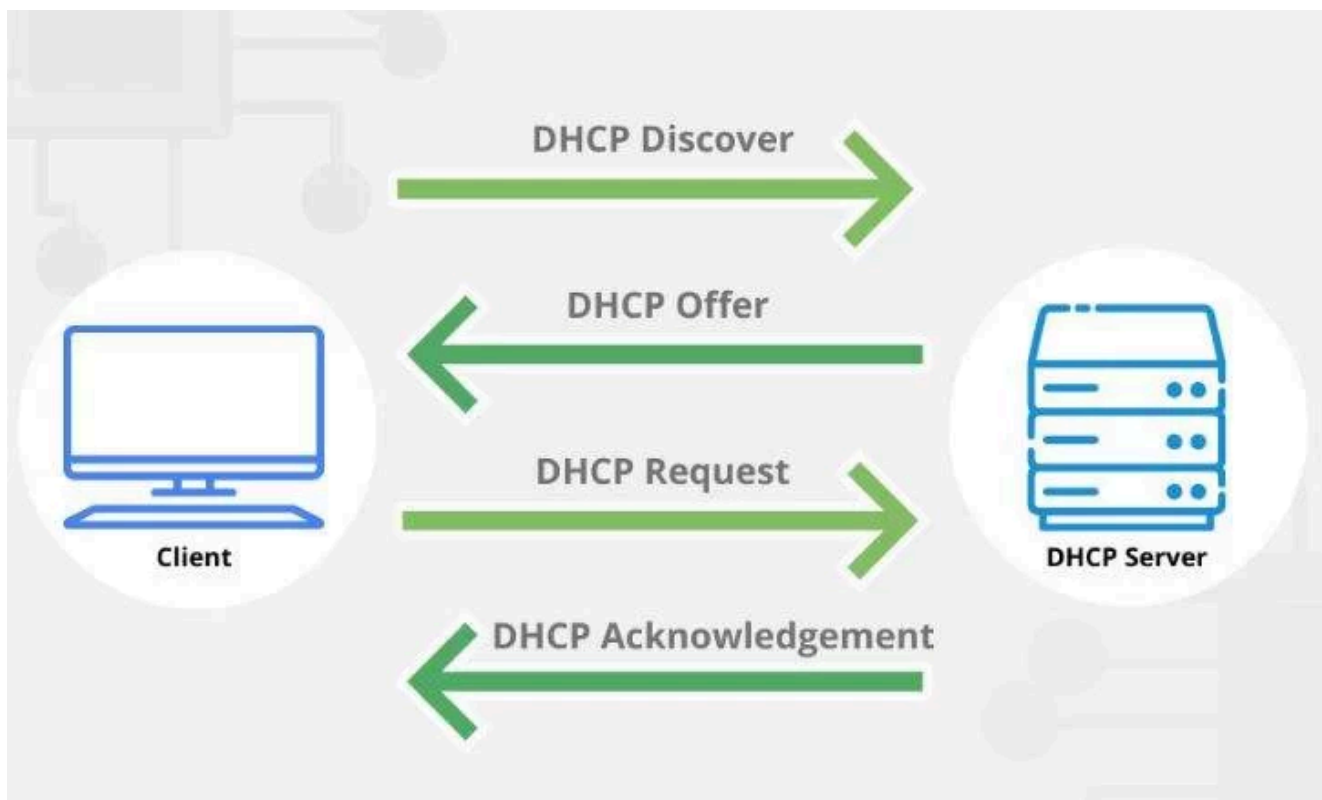 DHCP Discover
DHCP Offer
DHCP Request
Client
DHCP Server
DHCP Acknowledgement